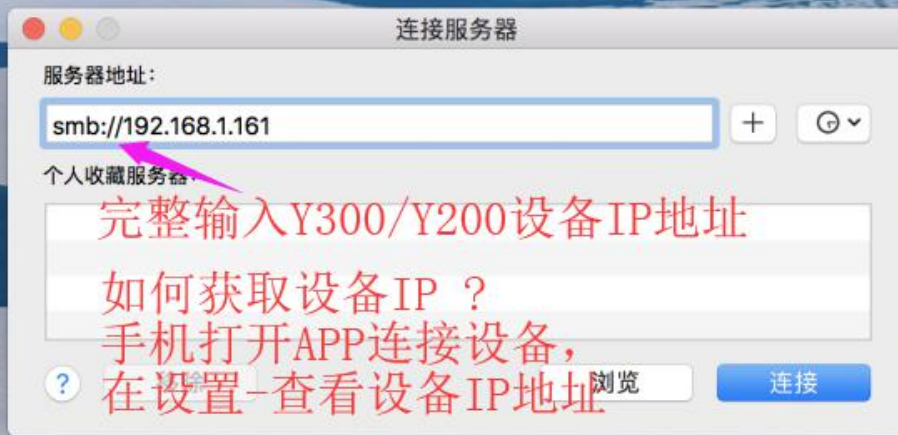 连接服务器
服务器地址：
smb://192.168.1.161
个人收藏服务器：
完整输入Y300/Y200设备IP地址
如何获取设备IP ？
手机打开APP连接设备，
在设置-查看设备IP地址
? 移除 浏览 连接